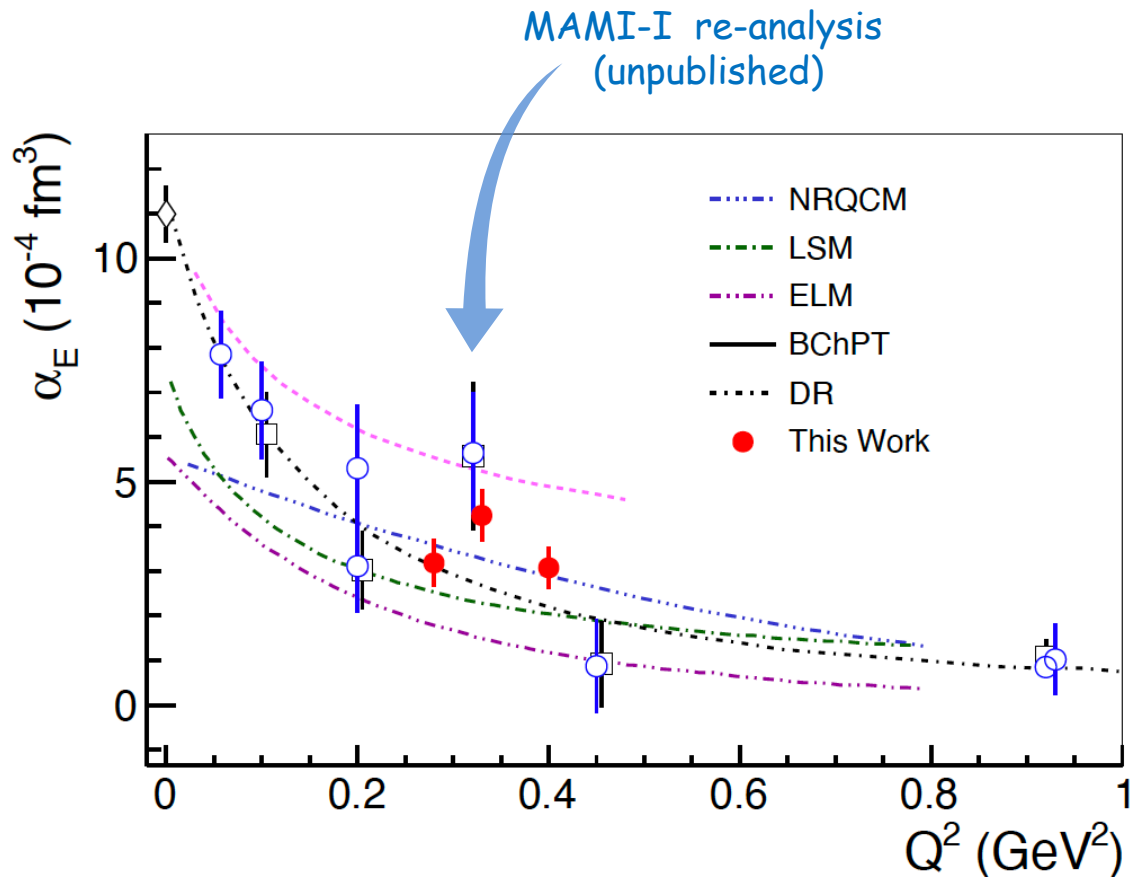 MAMI-I re-analysis
(unpublished)
α_E (10^-4 fm^3)
10
5
0
NRQCM
LSM
ELM
BChPT
DR
This Work
0
0.2
0.4
0.6
0.8
1
Q^2 (GeV^2)